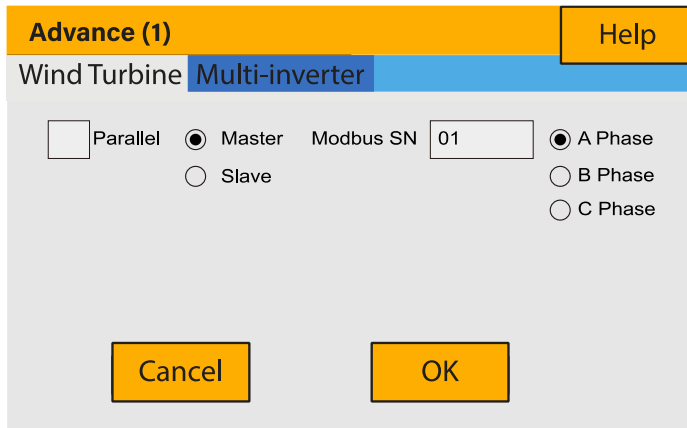 Advance (1)
Help
Wind Turbine Multi-inverter
Parallel Master Modbus SN 01 A Phase
Slave B Phase
C Phase
Cancel OK